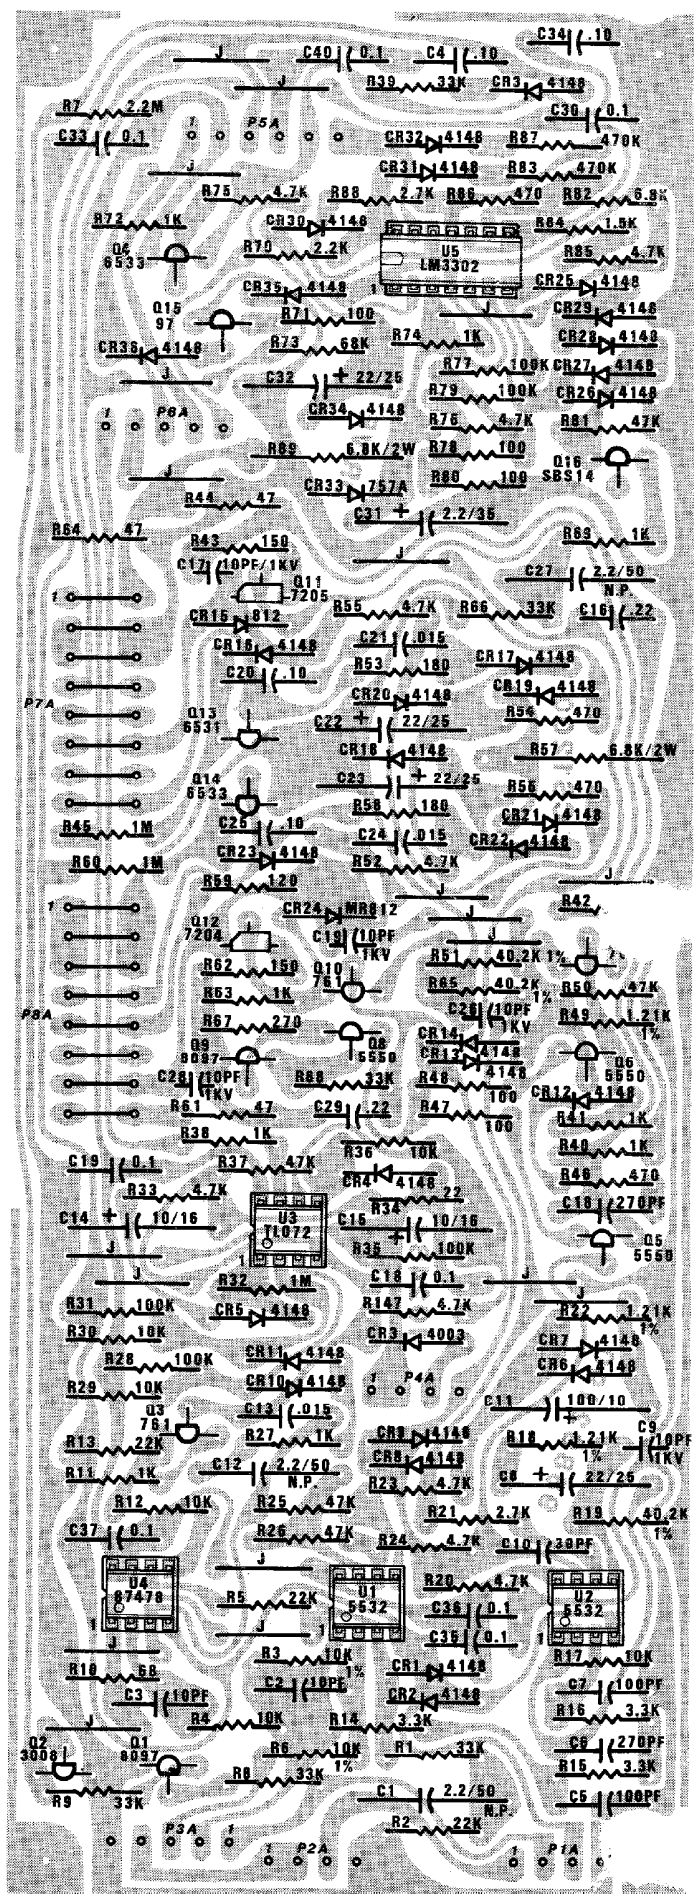 C34 .10
J C40 0.1 C4 .10
J R39 33K CR3 4148
R7 2.2M C30 0.1
C33 0.1 1 P5A CR32 4148 R87 470K
J CR31 4148 R83 470K
R75 4.7K R88 2.7K R86 470 R82 6.8K
R72 1K CR30 4148 R84 1.5K
Q4 6533 R70 2.2K U5 LM3302 R85 4.7K
CR35 4148 1 CR25 4148
Q15 97 R71 100 J CR29 4148
R73 68K R74 1K CR28 4148
CR36 4148 R77 100K CR27 4148
J C32 + 22/25 R79 100K CR26 4148
1 P6A CR34 4148 R76 4.7K R81 47K
R89 6.8K/2W R78 100 Q16 SBS14
J CR33 757A R80 100
R44 47 C31 + 2.2/35
R64 47 R43 150 R69 1K
C17 10PF/1KV J C27 2.2/50 N.P.
1 Q11 7205 R55 4.7K R66 33K C16 .22
CR15 812 C21 .015
CR16 4148 R53 180 CR17 4148
C20 .10 CR20 4148 CR19 4148
P7A Q13 6531 C22 + 22/25 R54 470
CR18 4148 R57 6.8K/2W
Q14 6533 C23 + 22/25 R56 470
R58 180 CR21 4148
R45 1M C25 .10 C24 .015 CR22 4148
R60 1M CR23 4148 R52 4.7K
R59 120 J J
1 CR24 MR812 J R42
Q12 7204 10PF 1KV J
R62 150 Q10 761 R51 40.2K 1%
R63 1K R65 40.2K 1% R50 47K
P8A R67 270 C26 10PF 1KV R49 1.21K 1%
Q9 8097 Q8 5550 CR14 4148 Q6 5550
C28 10PF 1KV R88 33K CR13 4148 CR12 4148
R61 47 C29 .22 R48 100 R41 1K
R38 1K R36 10K R47 100 R40 1K
C19 0.1 R37 47K CR4 4148 R46 470
R33 4.7K U3 TL072 R34 22 C18 270PF
C14 + 10/16 C15 + 10/16 Q5 5550
J 1 R35 100K
J R32 1M C18 0.1 J
R31 100K CR5 4148 R147 4.7K J R22 1.21K 1%
R30 10K CR3 4003 CR7 4148
R28 100K CR11 4148 CR6 4148
R29 10K CR10 4148 1 P4A
Q3 761 C13 .015 C11 100/10 +
R13 22K R27 1K CR9 4148 R18 1.21K 1% C9 10PF 1KV
R11 1K C12 2.2/50 N.P. CR8 4148 C8 + 22/25
R12 10K R25 47K R23 4.7K
C37 0.1 R26 47K R21 2.7K R19 40.2K 1%
J R24 4.7K C10 39PF
U4 87478 R5 22K U1 5532 R20 4.7K U2 5532
1 J 1 C36 0.1 1
J R3 10K 1% C35 0.1 R17 10K
R10 68 C2 10PF CR1 4148 C7 100PF
C3 10PF CR2 4148 R16 3.3K
J R4 10K R14 3.3K
Q2 3008 Q1 8097 R6 10K 1% R1 33K C6 270PF
R8 33K R15 3.3K
R9 33K C1 2.2/50 N.P. C5 100PF
R2 22K
P3A 1
1 P2A 1 P1A